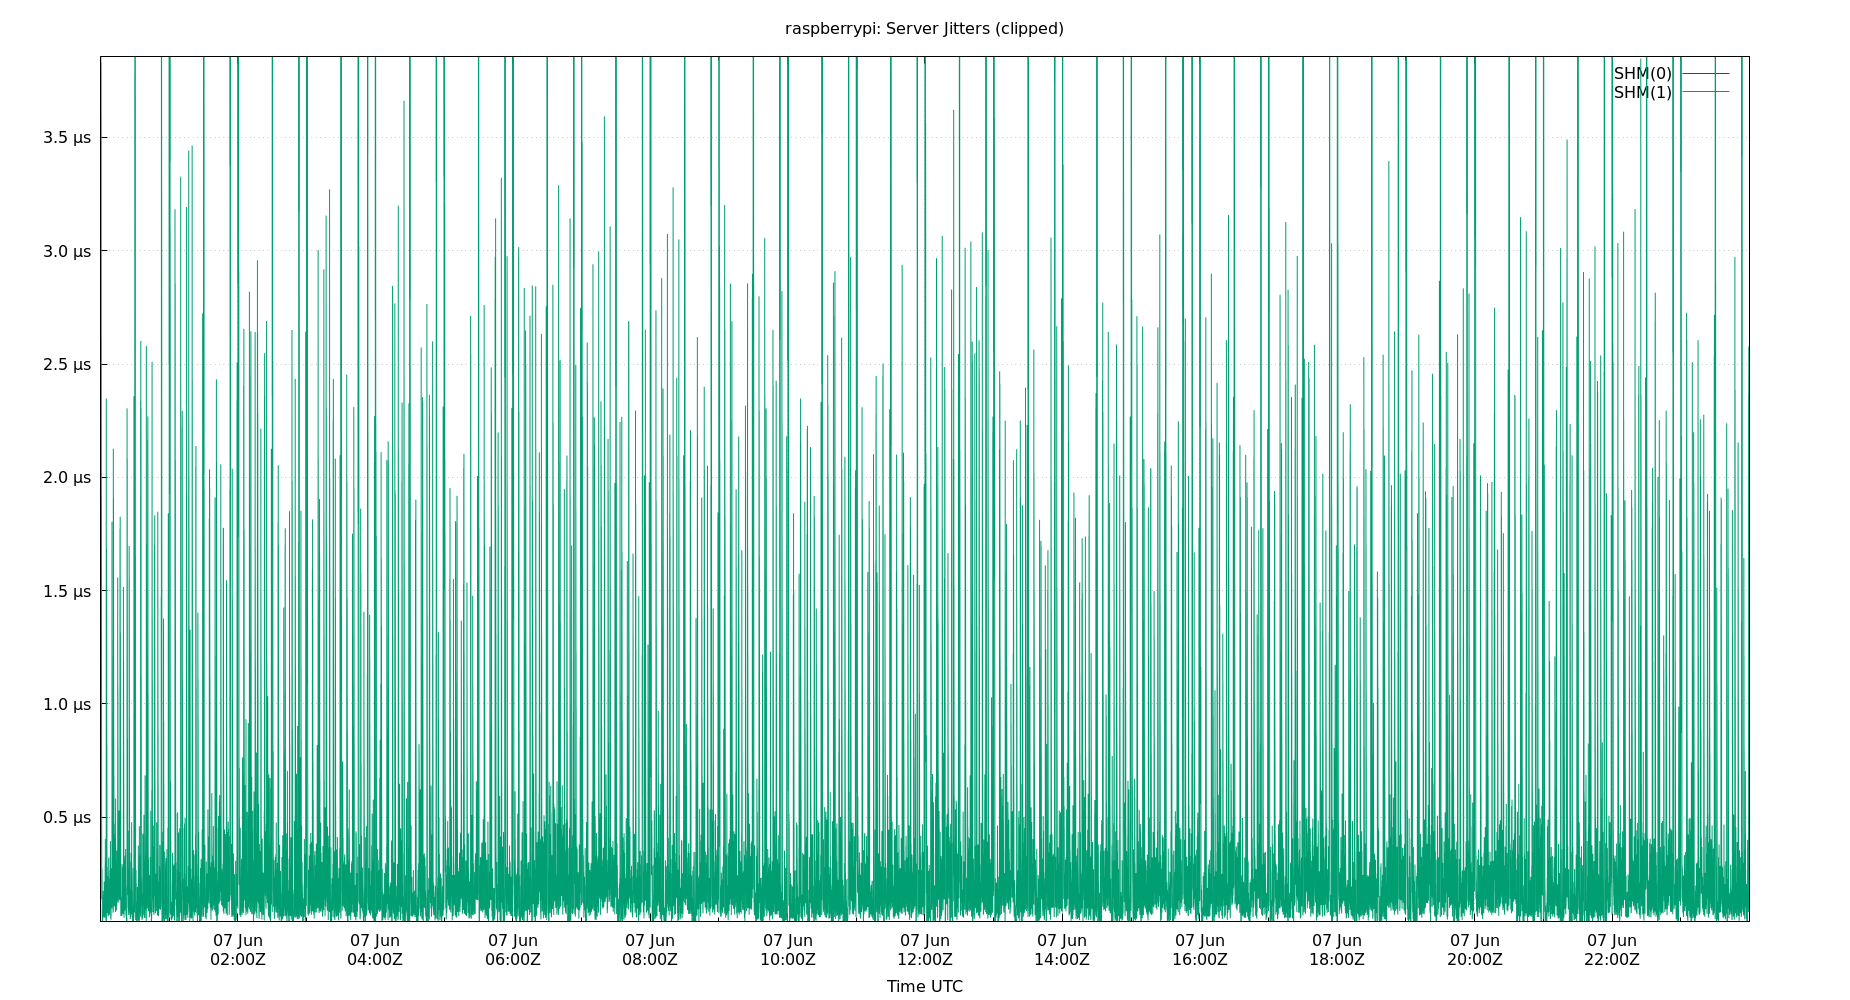 raspberrypi: Server Jitters (clipped)
SHM(0)
SHM(1)
3.5 µs
3.0 µs
2.5 µs
2.0 µs
1.5 µs
1.0 µs
0.5 µs
07 Jun 07 Jun 07 Jun 07 Jun 07 Jun 07 Jun 07 Jun 07 Jun 07 Jun 07 Jun 07 Jun
02:00Z 04:00Z 06:00Z 08:00Z 10:00Z 12:00Z 14:00Z 16:00Z 18:00Z 20:00Z 22:00Z
Time UTC